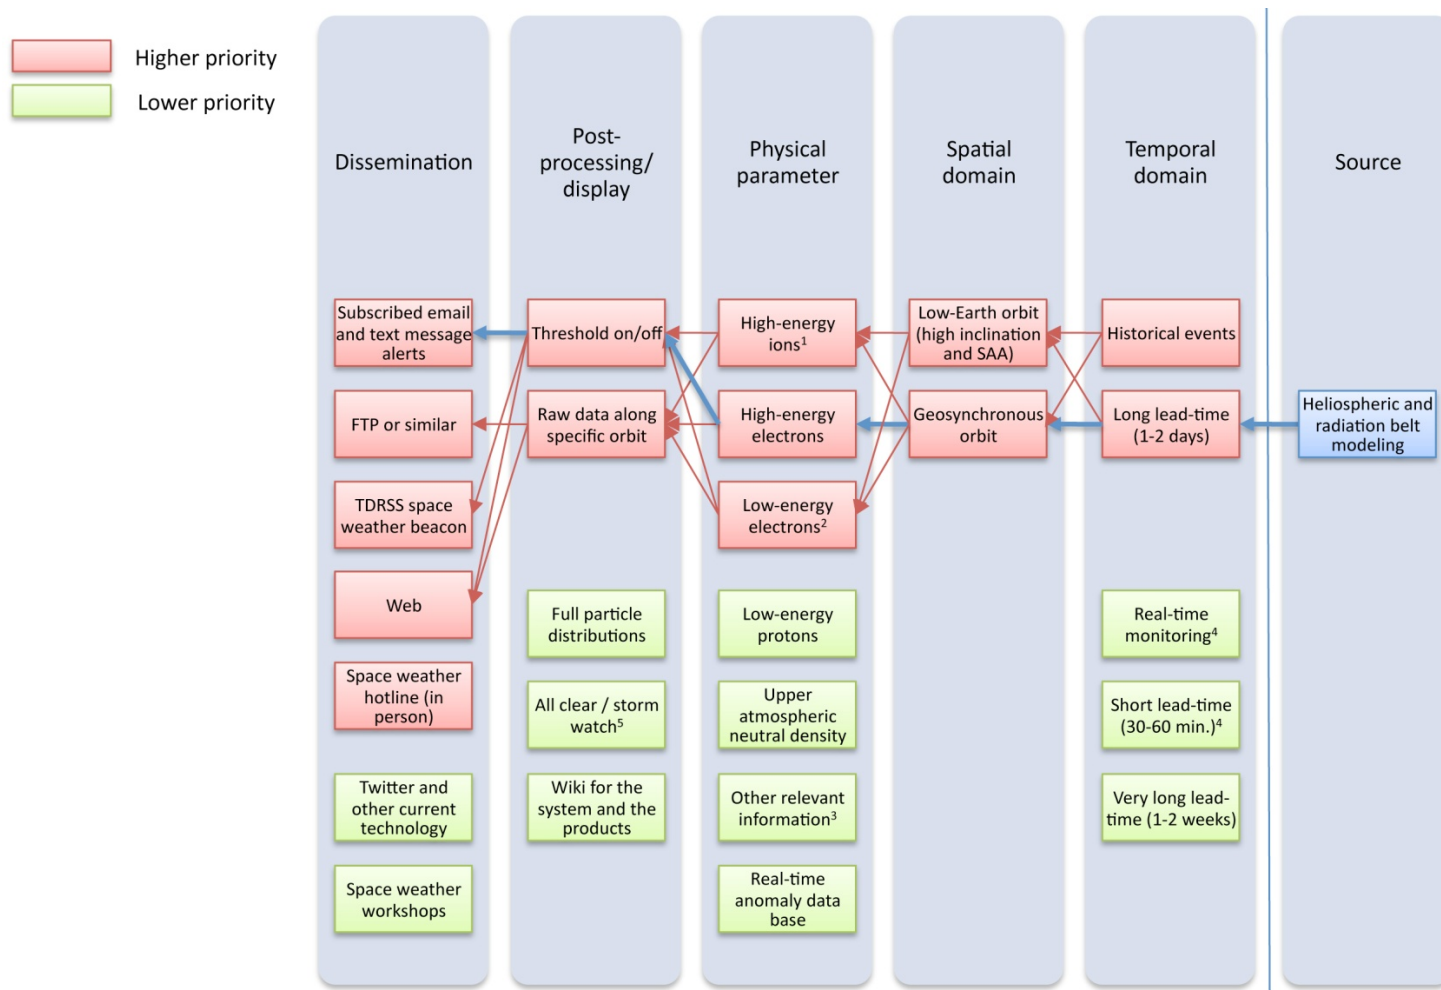 Higher priority
Lower priority
Dissemination
Post-
processing/
display
Physical
parameter
Spatial
domain
Temporal
domain
Source
Subscribed email
and text message
alerts
FTP or similar
TDRSS space
weather beacon
Web
Space weather
hotline (in
person)
Twitter and
other current
technology
Space weather
workshops
Threshold on/off
Raw data along
specific orbit
Full particle
distributions
All clear / storm
watch⁵
Wiki for the
system and the
products
High-energy
ions¹
High-energy
electrons
Low-energy
electrons²
Low-energy
protons
Upper
atmospheric
neutral density
Other relevant
information³
Real-time
anomaly data
base
Low-Earth orbit
(high inclination
and SAA)
Geosynchronous
orbit
Historical events
Long lead-time
(1-2 days)
Real-time
monitoring⁴
Short lead-time
(30-60 min.)⁴
Very long lead-
time (1-2 weeks)
Heliospheric and
radiation belt
modeling